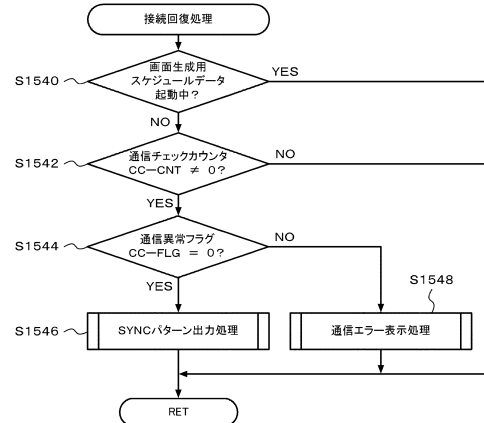 接続回復処理
S1540
画面生成用
スケジュールデータ
起動中?
YES
NO
S1542
通信チェックカウンタ
CC－CNT ≠ 0?
NO
YES
S1544
通信異常フラグ
CC－FLG = 0?
NO
YES
S1548
S1546
SYNCパターン出力処理
通信エラー表示処理
RET